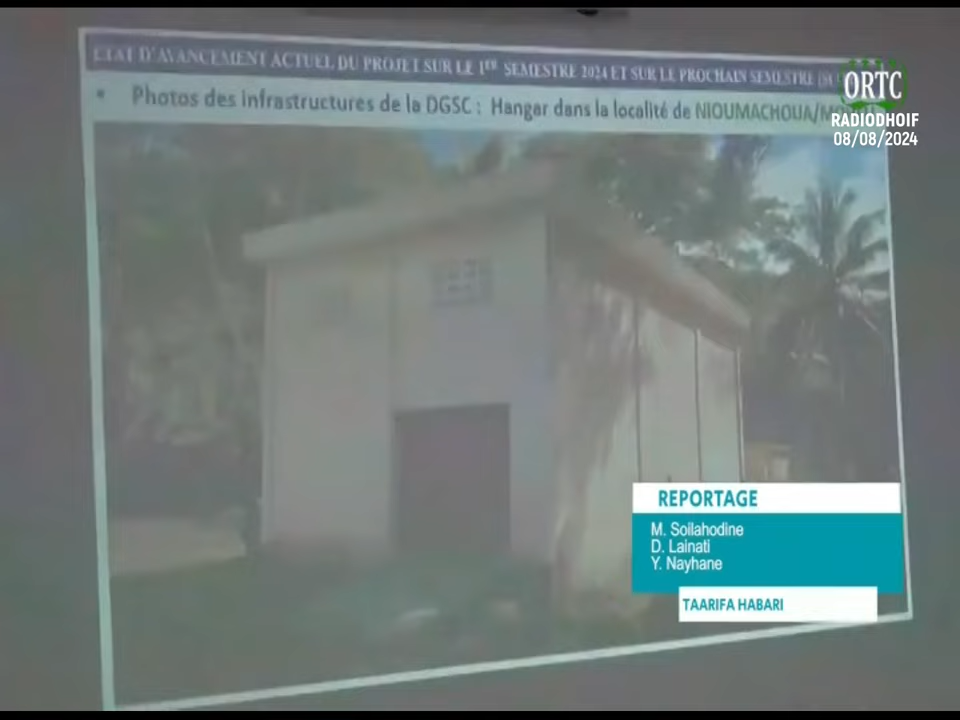 ETAT D'AVANCEMENT ACTUEL DU PROJET SUR LE 1ER SEMESTRE 2024 ET SUR LE PROCHAIN SEMESTRE
• Photos des infrastructures de la DGSC : Hangar dans la localité de NIOUMACHOUA/
ORTC
RADIODHOIF
08/08/2024
REPORTAGE
M. Soilahodine
D. Lainati
Y. Nayhane
TAARIFA HABARI